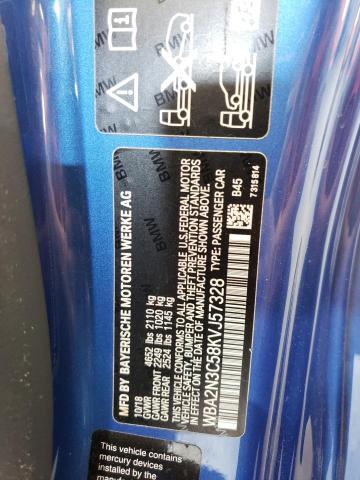 BMW
BMW
BMW
BMW
MFD BY BAYERISCHE MOTOREN WERKE AG
10/18
GVWR 4652 lbs 2110 kg
GAWR FRONT 2249 lbs 1020 kg
GAWR REAR 2524 lbs 1145 kg
THIS VEHICLE CONFORMS TO ALL APPLICABLE U.S. FEDERAL MOTOR
VEHICLE SAFETY, BUMPER, AND THEFT PREVENTION STANDARDS
IN EFFECT ON THE DATE OF MANUFACTURE SHOWN ABOVE.
WBA2N3C58KVJ57328 TYPE: PASSENGER CAR
B45
7315814
This vehicle contains
mercury devices
installed by the